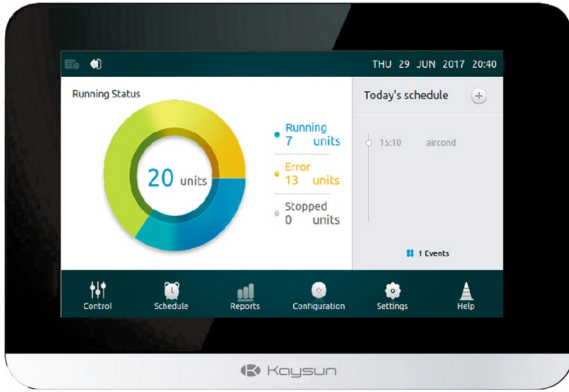 THU 29 JUN 2017 20:40
Running Status
20 units
Running
7 units
Error
13 units
Stopped
0 units
Today's schedule
+
15:10 aircond
1 Events
Control
Schedule
Reports
Configuration
Settings
Help
Kaysun